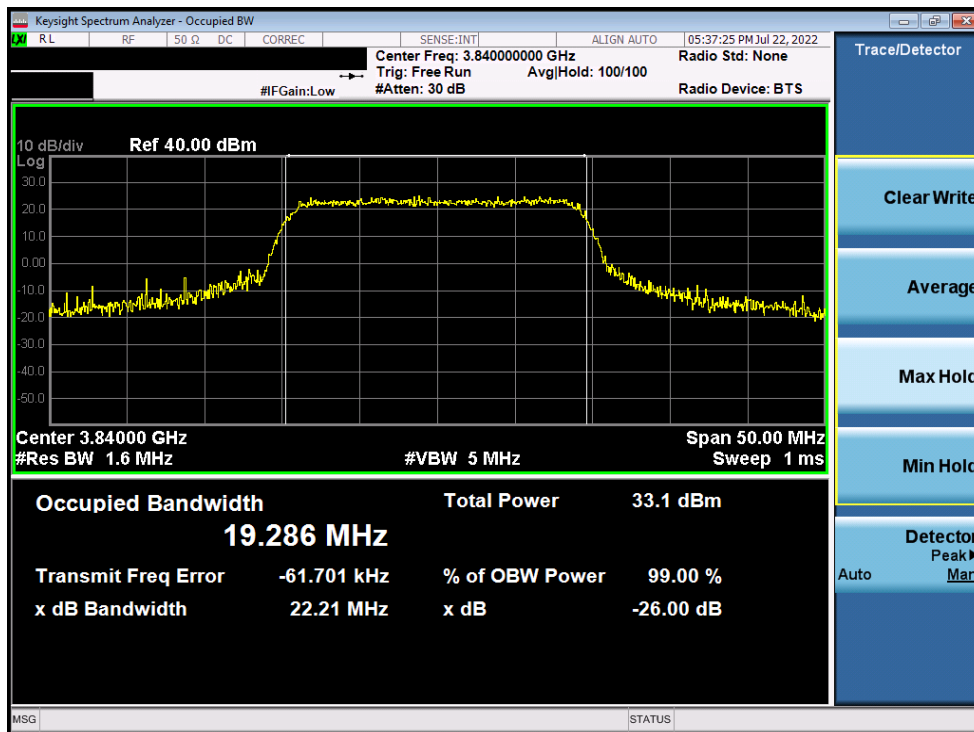 Keysight Spectrum Analyzer - Occupied BW
LXI RL RF 50 Ω DC CORREC SENSE:INT ALIGN AUTO 05:37:25 PM Jul 22, 2022
Center Freq: 3.840000000 GHz Radio Std: None
Trig: Free Run Avg|Hold: 100/100
#IFGain:Low #Atten: 30 dB Radio Device: BTS
Trace/Detector
10 dB/div Ref 40.00 dBm
Log
30.0
20.0
10.0
0.00
-10.0
-20.0
-30.0
-40.0
-50.0
Center 3.84000 GHz Span 50.00 MHz
#Res BW 1.6 MHz #VBW 5 MHz Sweep 1 ms
Occupied Bandwidth Total Power 33.1 dBm
19.286 MHz
Transmit Freq Error -61.701 kHz % of OBW Power 99.00 %
x dB Bandwidth 22.21 MHz x dB -26.00 dB
Clear Write
Average
Max Hold
Min Hold
Detector
Peak
Auto Man
MSG STATUS